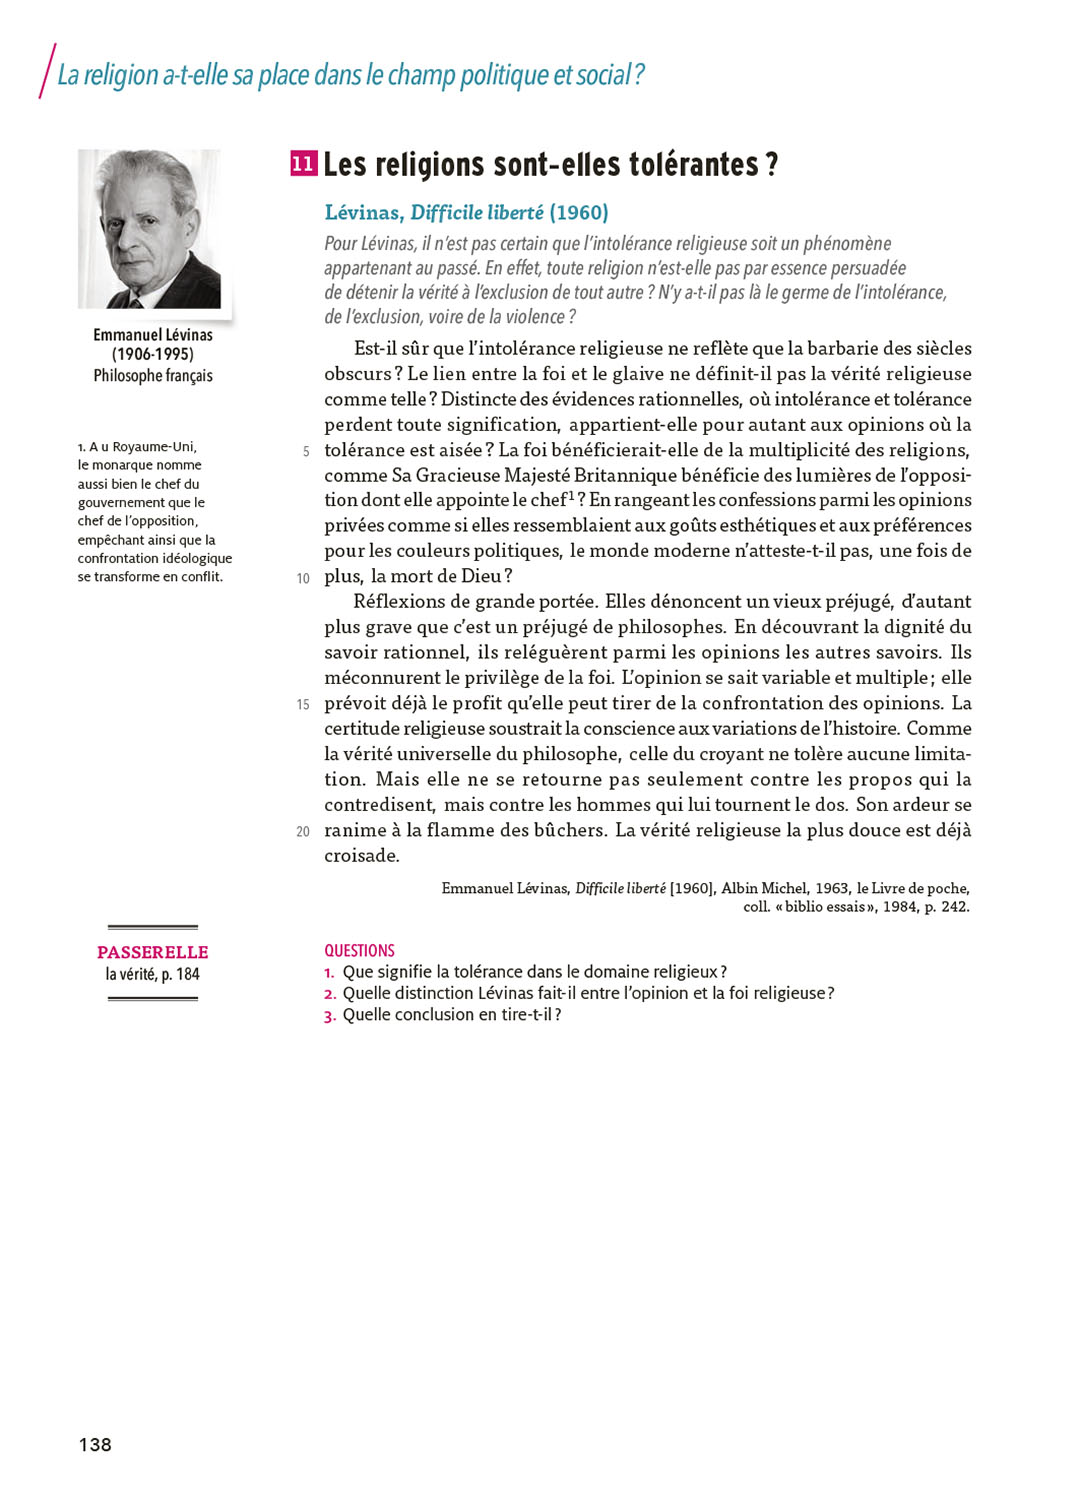 La religion a-t-elle sa place dans le champ politique et social ?
11 Les religions sont-elles tolérantes ?
Lévinas, Difficile liberté (1960)
Pour Lévinas, il n’est pas certain que l’intolérance religieuse soit un phénomène
appartenant au passé. En effet, toute religion n’est-elle pas par essence persuadée
de détenir la vérité à l’exclusion de tout autre ? N’y a-t-il pas là le germe de l’intolérance,
de l’exclusion, voire de la violence ?
Emmanuel Lévinas
(1906-1995)
Philosophe français
1. A u Royaume-Uni,
le monarque nomme
aussi bien le chef du
gouvernement que le
chef de l’opposition,
empêchant ainsi que la
confrontation idéologique
se transforme en conflit.
Est-il sûr que l’intolérance religieuse ne reflète que la barbarie des siècles
obscurs ? Le lien entre la foi et le glaive ne définit-il pas la vérité religieuse
comme telle ? Distincte des évidences rationnelles, où intolérance et tolérance
perdent toute signification, appartient-elle pour autant aux opinions où la
5 tolérance est aisée ? La foi bénéficierait-elle de la multiplicité des religions,
comme Sa Gracieuse Majesté Britannique bénéficie des lumières de l’opposi-
tion dont elle appointe le chef1 ? En rangeant les confessions parmi les opinions
privées comme si elles ressemblaient aux goûts esthétiques et aux préférences
pour les couleurs politiques, le monde moderne n’atteste-t-il pas, une fois de
10 plus, la mort de Dieu ?
Réflexions de grande portée. Elles dénoncent un vieux préjugé, d’autant
plus grave que c’est un préjugé de philosophes. En découvrant la dignité du
savoir rationnel, ils reléguèrent parmi les opinions les autres savoirs. Ils
méconnurent le privilège de la foi. L’opinion se sait variable et multiple ; elle
15 prévoit déjà le profit qu’elle peut tirer de la confrontation des opinions. La
certitude religieuse soustrait la conscience aux variations de l’histoire. Comme
la vérité universelle du philosophe, celle du croyant ne tolère aucune limita-
tion. Mais elle ne se retourne pas seulement contre les propos qui la
contredisent, mais contre les hommes qui lui tournent le dos. Son ardeur se
20 ranime à la flamme des bûchers. La vérité religieuse la plus douce est déjà
croisade.
Emmanuel Lévinas, Difficile liberté [1960], Albin Michel, 1963, le Livre de poche,
coll. « biblio essais », 1984, p. 242.
PASSERELLE
la vérité, p. 184
QUESTIONS
1. Que signifie la tolérance dans le domaine religieux ?
2. Quelle distinction Lévinas fait-il entre l’opinion et la foi religieuse ?
3. Quelle conclusion en tire-t-il ?
138